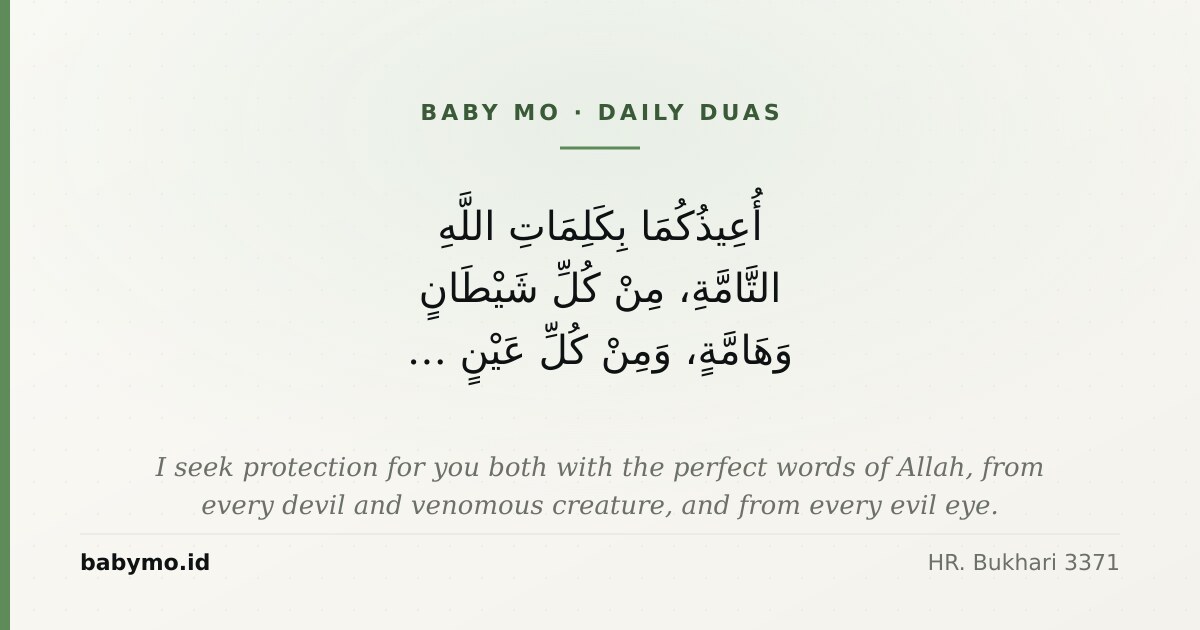 BABY MO · DAILY DUAS
أُعِيذُكُمَا بِكَلِمَاتِ اللَّهِ
التَّامَّةِ، مِنْ كُلِّ شَيْطَانٍ
وَهَامَّةٍ، وَمِنْ كُلِّ عَيْنٍ ...
I seek protection for you both with the perfect words of Allah, from
every devil and venomous creature, and from every evil eye.
babymo.id
HR. Bukhari 3371